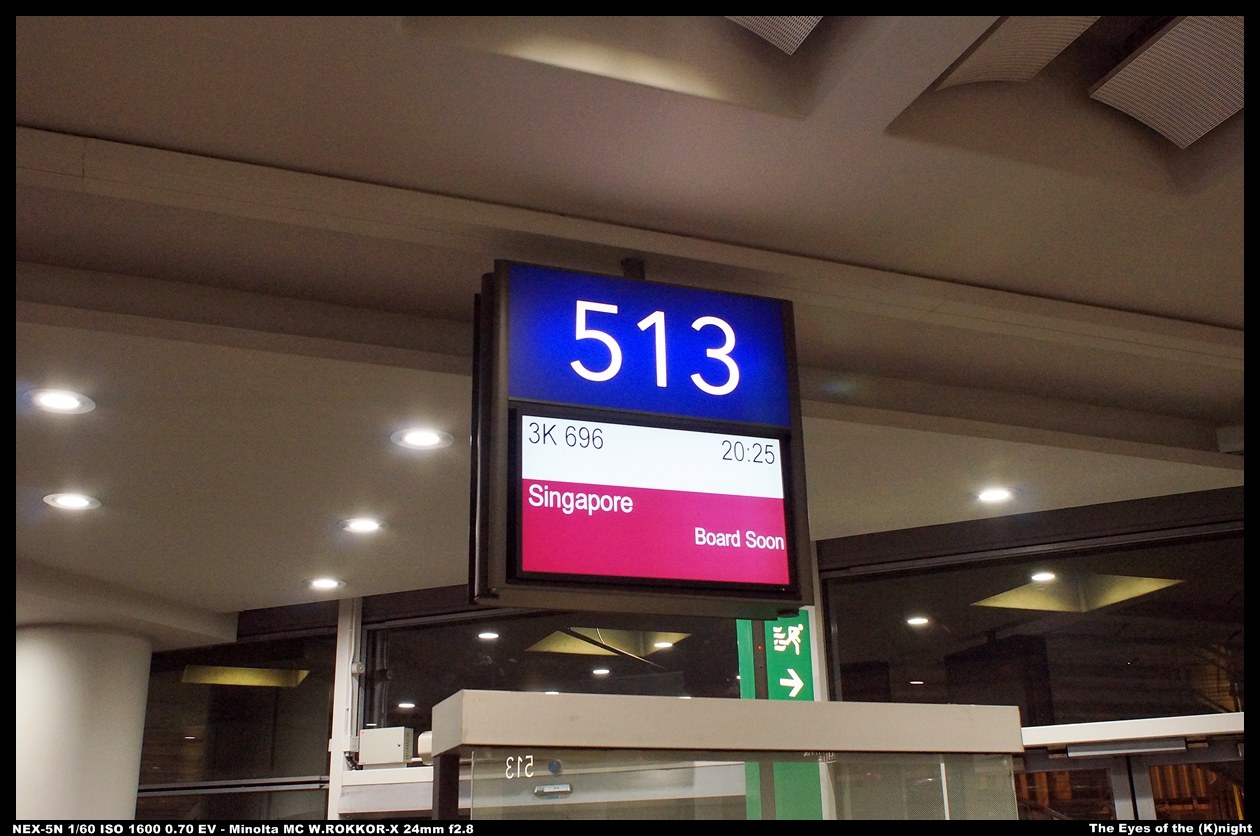 513
3K 696 20:25
Singapore
Board Soon
513
NEX-5N 1/60 ISO 1600 0.70 EV - Minolta MC W.ROKKOR-X 24mm f2.8
The Eyes of the (K)night